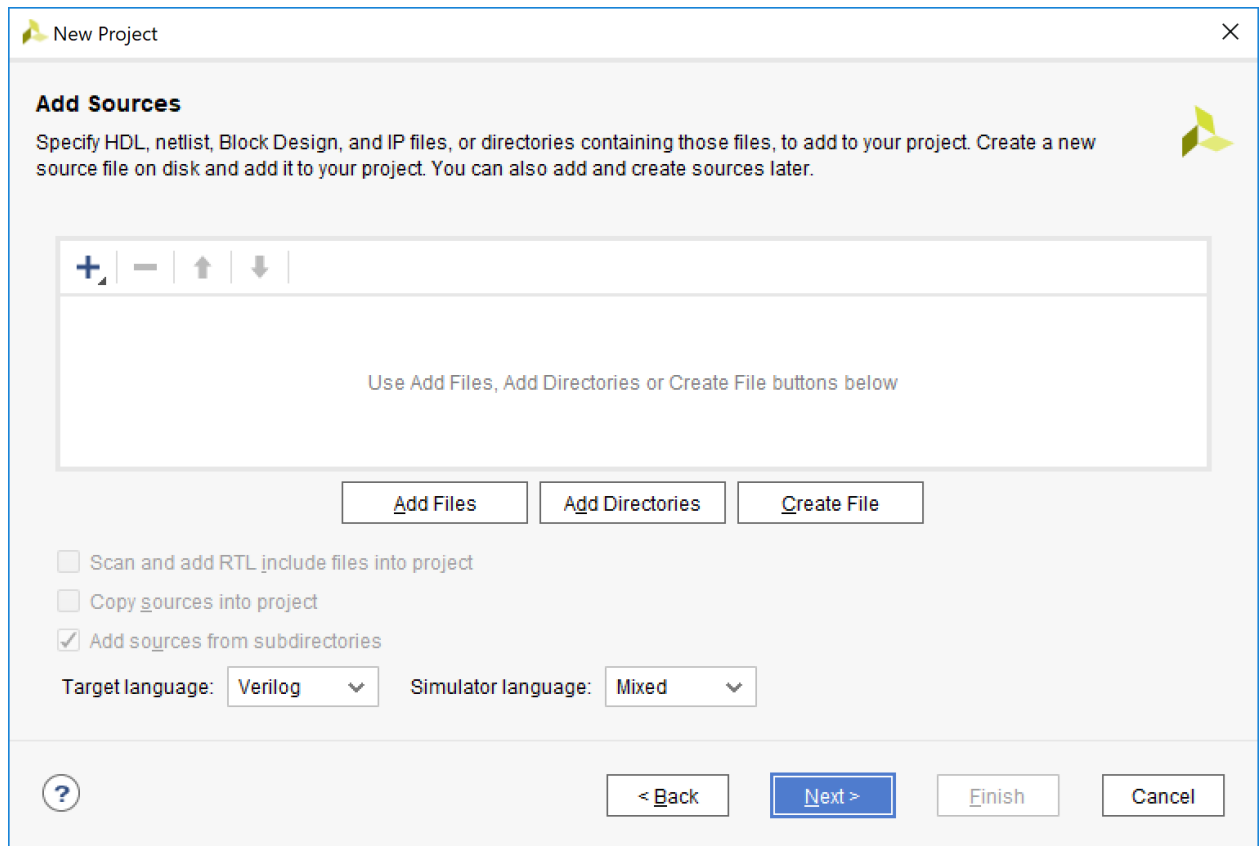 New Project
Add Sources
Specify HDL, netlist, Block Design, and IP files, or directories containing those files, to add to your project. Create a new
source file on disk and add it to your project. You can also add and create sources later.
Use Add Files, Add Directories or Create File buttons below
Add Files Add Directories Create File
Scan and add RTL include files into project
Copy sources into project
Add sources from subdirectories
Target language: Verilog Simulator language: Mixed
? < Back Next > Finish Cancel